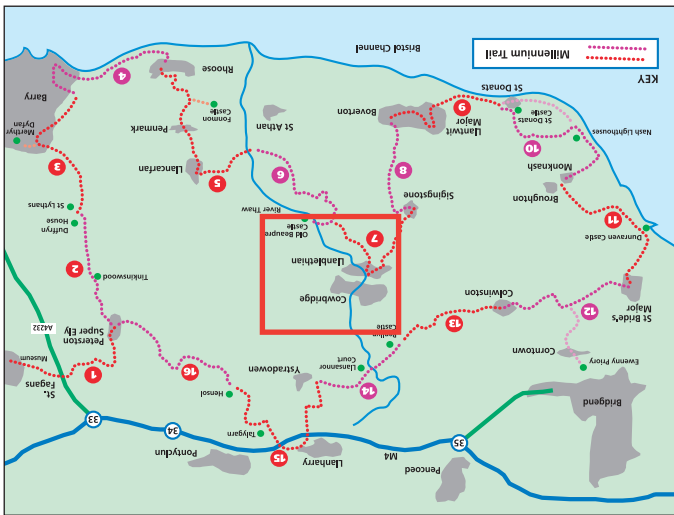 Pencoed
M4
Llanharry
Pontyclun
35
15
34
33
Talygarn
Bridgend
Hensol
St.
Fagans
Museum
1
14
16
Ewenny Priory
Corntown
Llansannor
Court
Ystradowen
Peterston
Super Ely
A4232
12
13
Penllyn
Castle
St Bride's
Major
Colwinston
Cowbridge
Tinkinswood
2
Llanblethian
Dunraven Castle
11
7
Old Beaupre
Castle
Duffryn
House
St Lythans
River Thaw
Sigingstone
Broughton
Monknash
8
6
5
Llancarfan
3
Merthyr
Dyfan
10
Nash Lighthouses
St Donats
Castle
St Donats
9
Llantwit
Major
Boverton
St Athan
Penmark
Fonmon
Castle
Barry
Rhoose
4
KEY
Millennium Trail
Bristol Channel